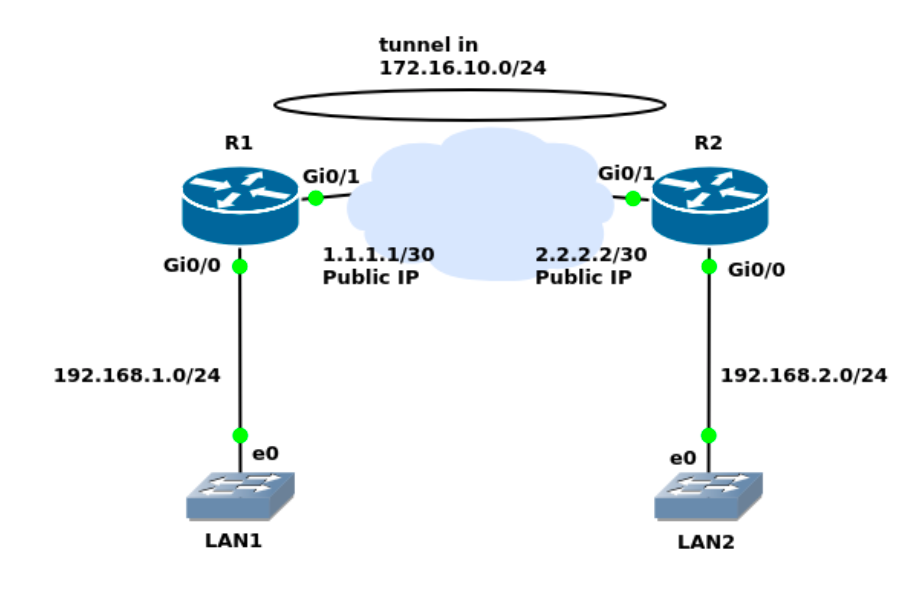 tunnel in
172.16.10.0/24
R1
R2
Gi0/1
Gi0/1
1.1.1.1/30
Public IP
2.2.2.2/30
Public IP
Gi0/0
Gi0/0
192.168.1.0/24
192.168.2.0/24
e0
e0
LAN1
LAN2